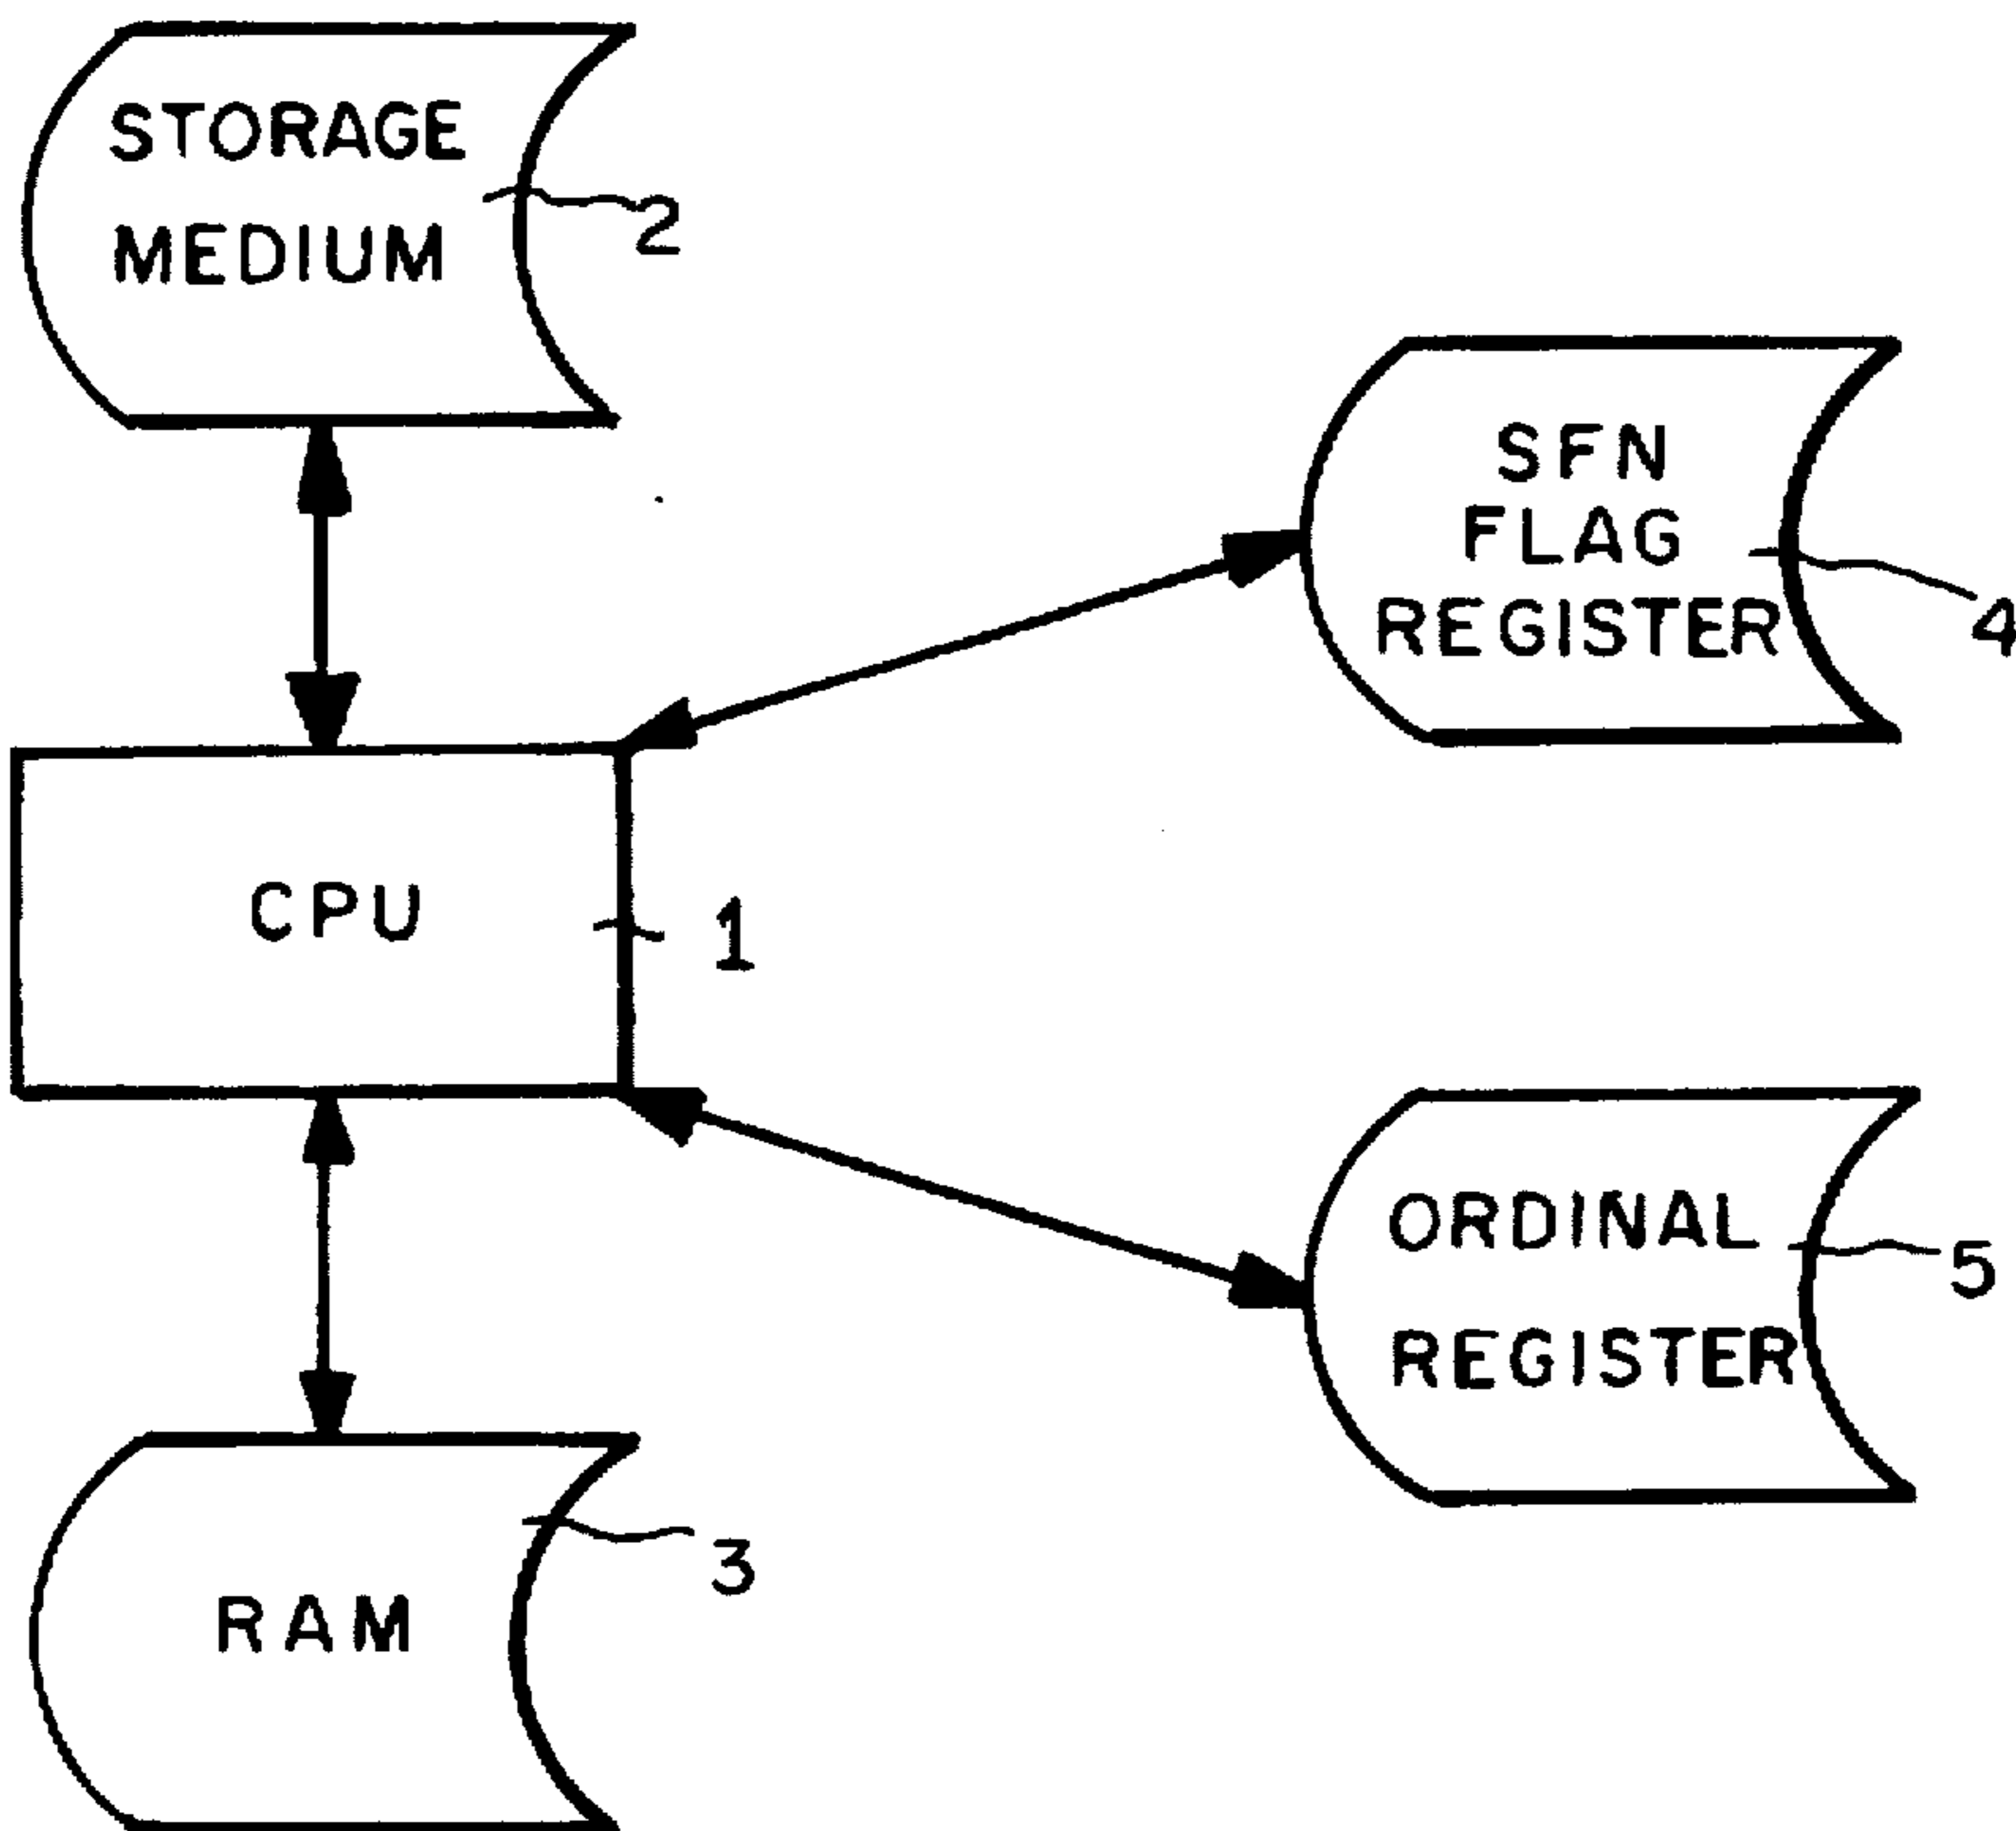 STORAGE
MEDIUM
2
SFN
FLAG
REGISTER
4
CPU
1
ORDINAL
REGISTER
5
RAM
3